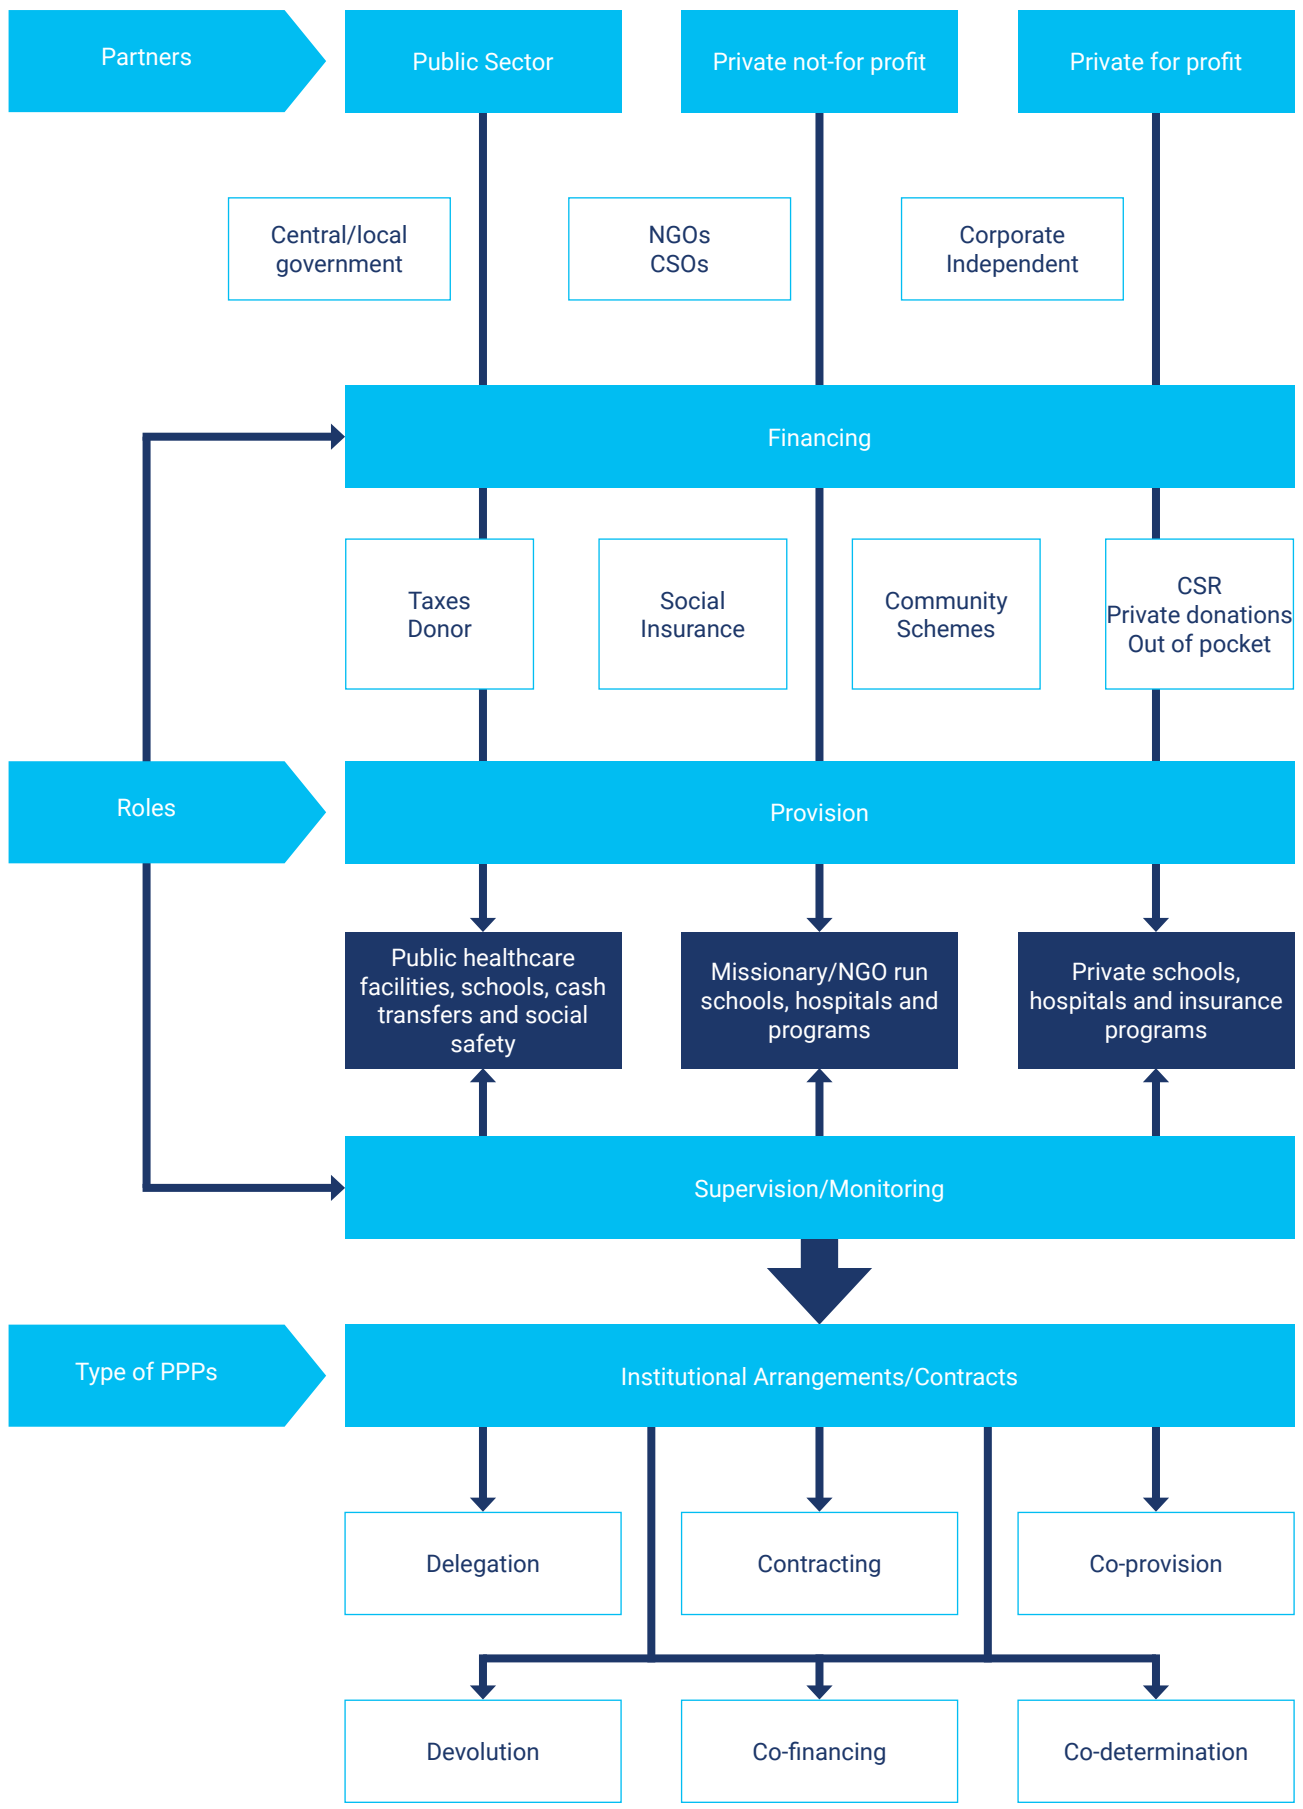 Partners
Public Sector
Private not-for profit
Private for profit
Central/local
government
NGOs
CSOs
Corporate
Independent
Financing
Taxes
Donor
Social
Insurance
Community
Schemes
CSR
Private donations
Out of pocket
Roles
Provision
Public healthcare
facilities, schools, cash
transfers and social
safety
Missionary/NGO run
schools, hospitals and
programs
Private schools,
hospitals and insurance
programs
Supervision/Monitoring
Type of PPPs
Institutional Arrangements/Contracts
Delegation
Contracting
Co-provision
Devolution
Co-financing
Co-determination